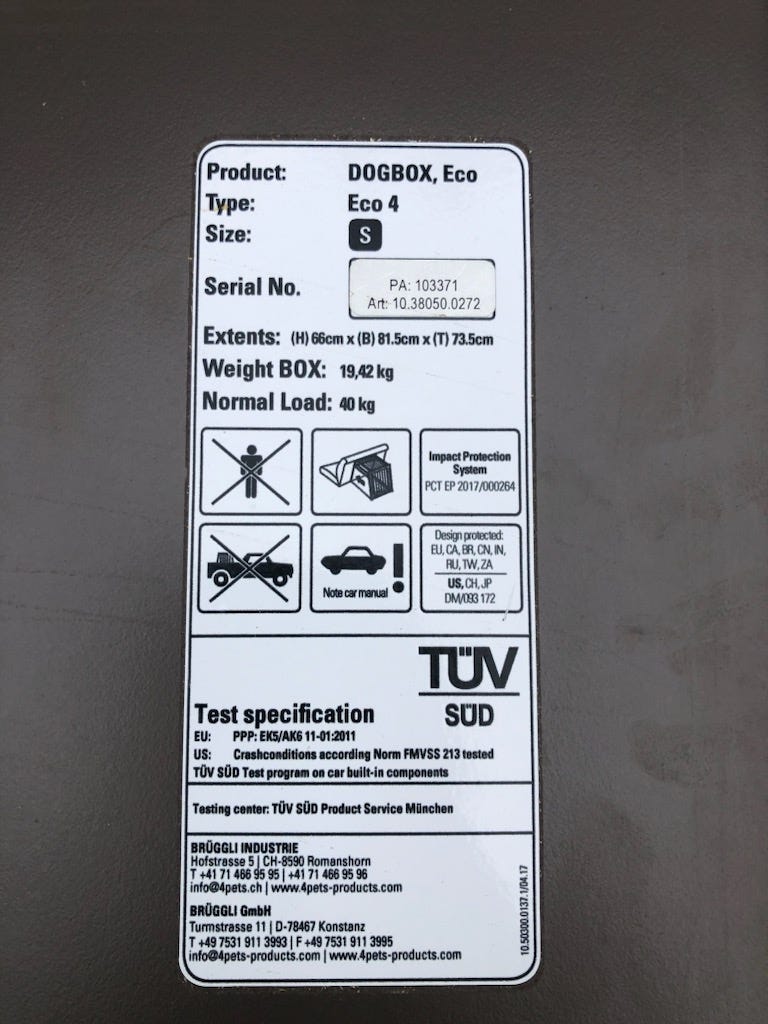 Product: DOGBOX, Eco
Type: Eco 4
Size: S
Serial No. PA: 103371
Art: 10.38050.0272
Extents: (H) 66cm x (B) 81.5cm x (T) 73.5cm
Weight BOX: 19,42 kg
Normal Load: 40 kg
Impact Protection
System
PCT EP 2017/000264
Note car manual !
Design protected:
EU, CA, BR, CN, IN,
RU, TW, ZA
US, CH, JP
DM/093 172
TÜV
SÜD
Test specification
EU: PPP: EK5/AK6 11-01:2011
US: Crashconditions according Norm FMVSS 213 tested
TÜV SÜD Test program on car built-in components
Testing center: TÜV SÜD Product Service München
BRÜGGLI INDUSTRIE
Hofstrasse 5 | CH-8590 Romanshorn
T +41 71 466 95 95 | +41 71 466 95 96
info@4pets.ch | www.4pets-products.com
BRÜGGLI GmbH
Turmstrasse 11 | D-78467 Konstanz
T +49 7531 911 3993 | F +49 7531 911 3995
info@4pets-products.com | www.4pets-products.com
10.50300.0137.1/04.17